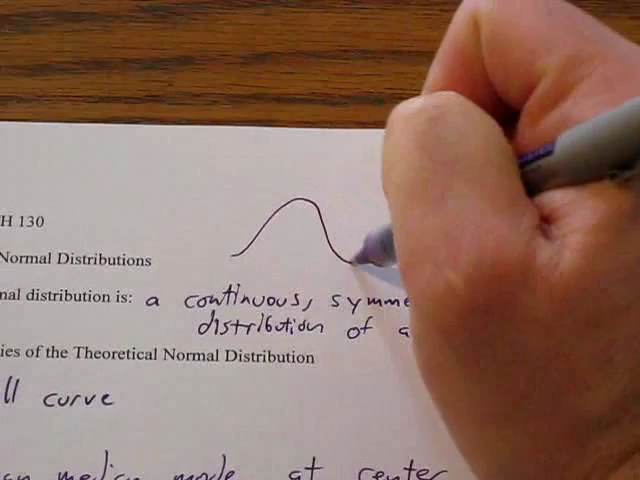 H 130
Normal Distributions
nal distribution is: a continuous, symme
distribution of a
ies of the Theoretical Normal Distribution
ll curve
an median mode at center